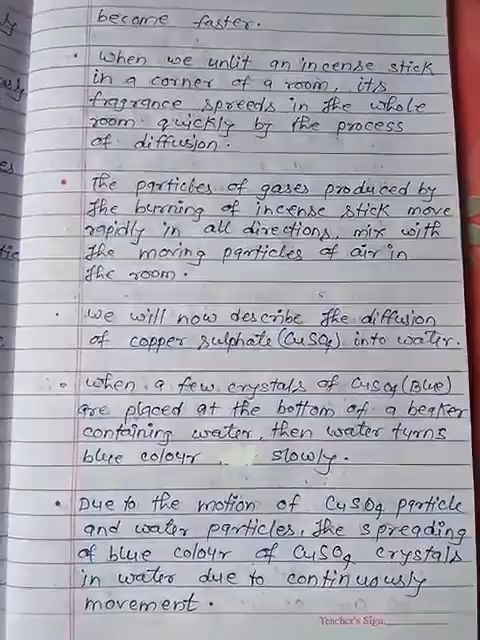 become faster.
• when we unlit an incense stick
in a corner of a room, its
fragrance spreeds in the whole
room quickly by the process
of diffusion.
• The particles of gases produced by
the burning of incense stick move
rapidly in all directions, mix with
the moving particles of air in
the room.
• we will now describe the diffusion
of copper sulphate (CuSO4) into water.
• when a few crystals of CuSO4 (Blue)
are placed at the bottom of a beaker
containing water, then water turns
blue colour slowly.
• Due to the motion of CuSO4 particle
and water particles, the spreading
of blue colour of CuSO4 crystals
in water due to continuously
movement.
Teacher's Sign